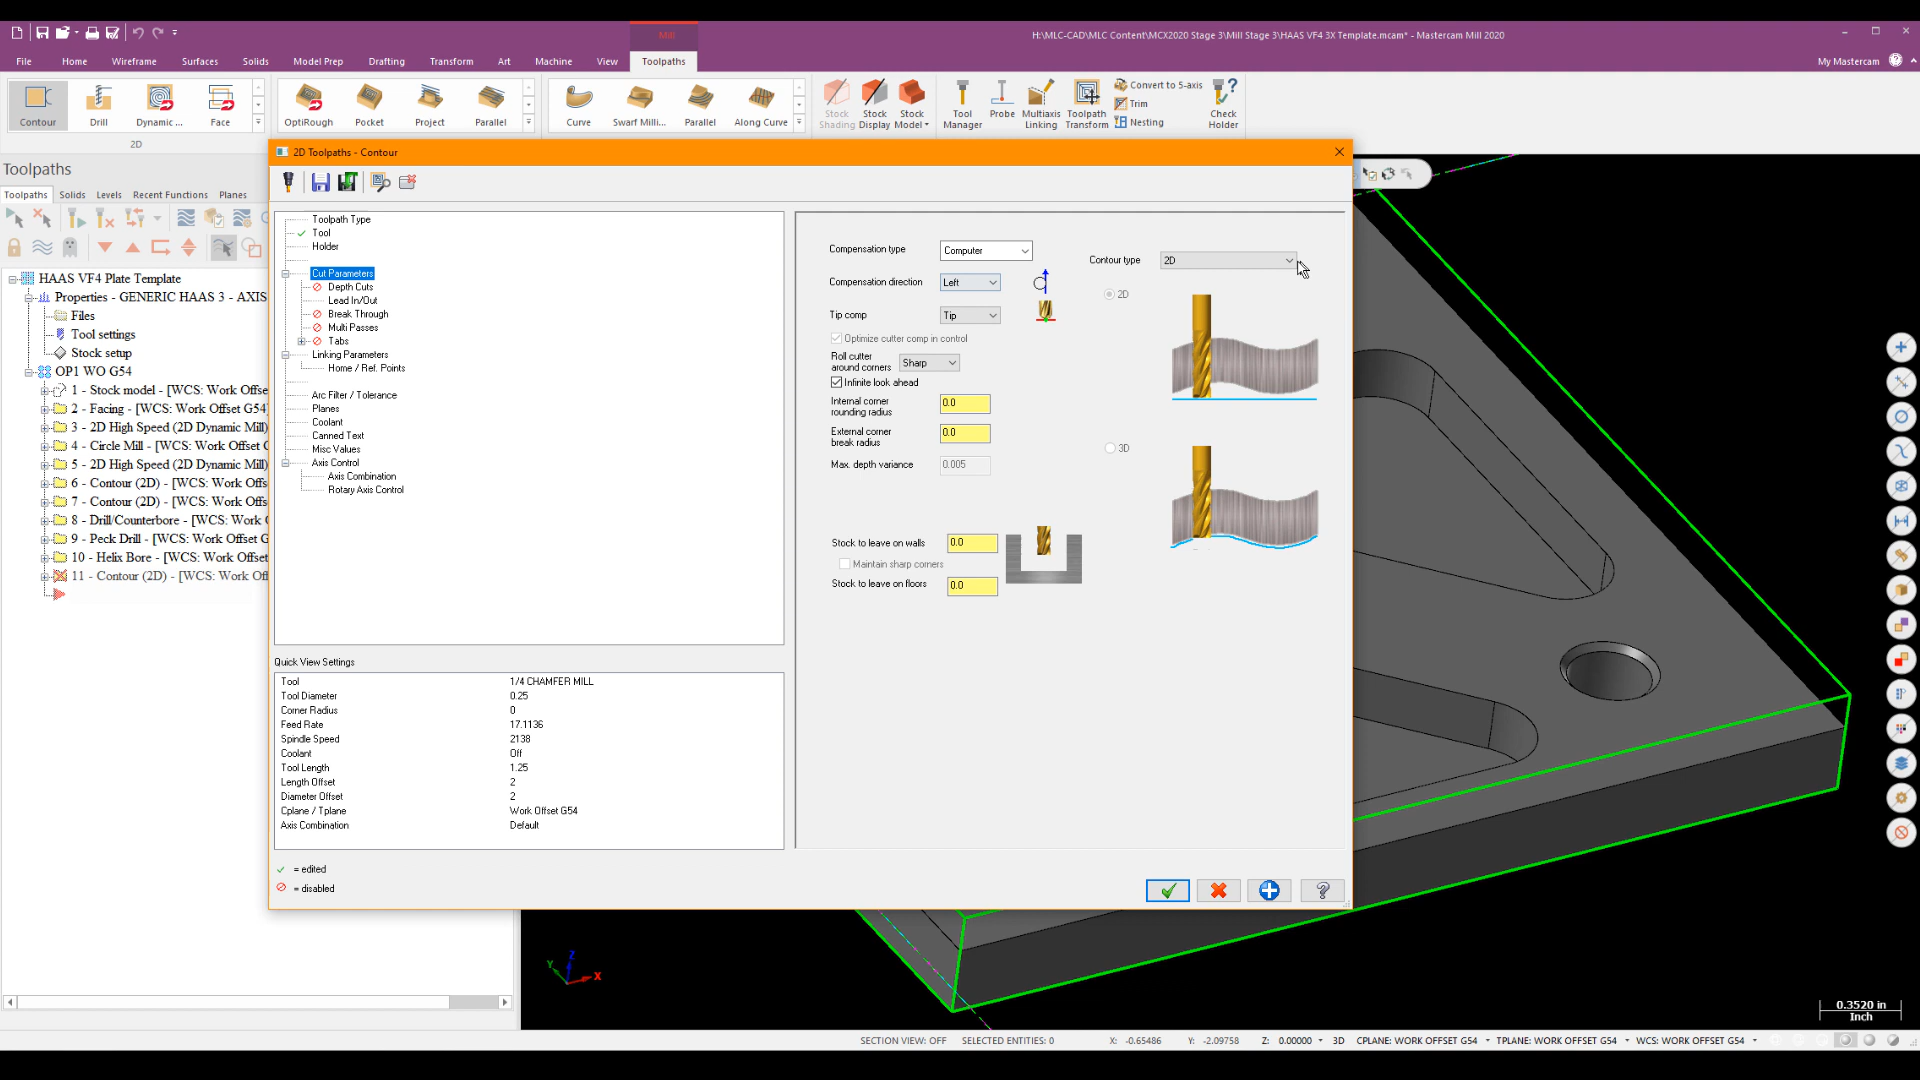 Mill
H:\MLC-CAD\MLC Content\MCX2020 Stage 3\Mill Stage 3\HAAS VF4 3X Template.mcam* - Mastercam Mill 2020
File Home Wireframe Surfaces Solids Model Prep Drafting Transform Art Machine View Toolpaths My Mastercam
Contour Drill Dynamic ... Face OptiRough Pocket Project Parallel Curve Swarf Milli... Parallel Along Curve
Stock Shading Stock Display Stock Model Tool Manager Probe Multiaxis Linking Toolpath Transform Convert to 5-axis Trim Nesting Check Holder
2D
Toolpaths
Toolpaths Solids Levels Recent Functions Planes
HAAS VF4 Plate Template
Properties - GENERIC HAAS 3 - AXIS
Files
Tool settings
Stock setup
OP1 WO G54
1 - Stock model - [WCS: Work Offse
2 - Facing - [WCS: Work Offset G54]
3 - 2D High Speed (2D Dynamic Mill)
4 - Circle Mill - [WCS: Work Offset G
5 - 2D High Speed (2D Dynamic Mill)
6 - Contour (2D) - [WCS: Work Offs
7 - Contour (2D) - [WCS: Work Offs
8 - Drill/Counterbore - [WCS: Work O
9 - Peck Drill - [WCS: Work Offset G
10 - Helix Bore - [WCS: Work Offset
11 - Contour (2D) - [WCS: Work Off
2D Toolpaths - Contour
Toolpath Type
Tool
Holder
Cut Parameters
Depth Cuts
Lead In/Out
Break Through
Multi Passes
Tabs
Linking Parameters
Home / Ref. Points
Arc Filter / Tolerance
Planes
Coolant
Canned Text
Misc Values
Axis Control
Axis Combination
Rotary Axis Control
Quick View Settings
Tool 1/4 CHAMFER MILL
Tool Diameter 0.25
Corner Radius 0
Feed Rate 17.1136
Spindle Speed 2138
Coolant Off
Tool Length 1.25
Length Offset 2
Diameter Offset 2
Cplane / Tplane Work Offset G54
Axis Combination Default
= edited
= disabled
Compensation type Computer
Compensation direction Left
Tip comp Tip
Optimize cutter comp in control
Roll cutter around corners Sharp
Infinite look ahead
Internal corner rounding radius 0.0
External corner break radius 0.0
Max. depth variance 0.005
Stock to leave on walls 0.0
Maintain sharp corners
Stock to leave on floors 0.0
Contour type 2D
2D
3D
Y Z X
0.3520 in
Inch
SECTION VIEW: OFF SELECTED ENTITIES: 0 X: -0.65486 Y: -2.09758 Z: 0.00000 3D CPLANE: WORK OFFSET G54 TPLANE: WORK OFFSET G54 WCS: WORK OFFSET G54